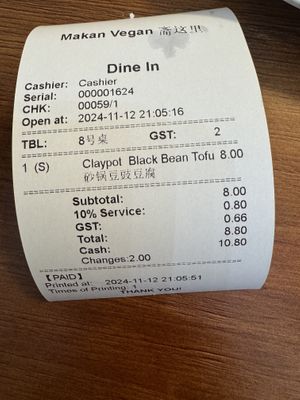 Makan Vegan 斋这里
Dine In
Cashier: Cashier
Serial: 000001624
CHK: 00059/1
Open at: 2024-11-12 21:05:16
TBL: 8号桌 GST: 2
1 (S) Claypot Black Bean Tofu 8.00
砂锅豆豉豆腐
Subtotal: 8.00
10% Service: 0.80
GST: 0.66
Total: 8.80
Cash: 10.80
Changes:2.00
【PAID】
Printed at: 2024-11-12 21:05:51
Times of Printing: 1
THANK YOU!